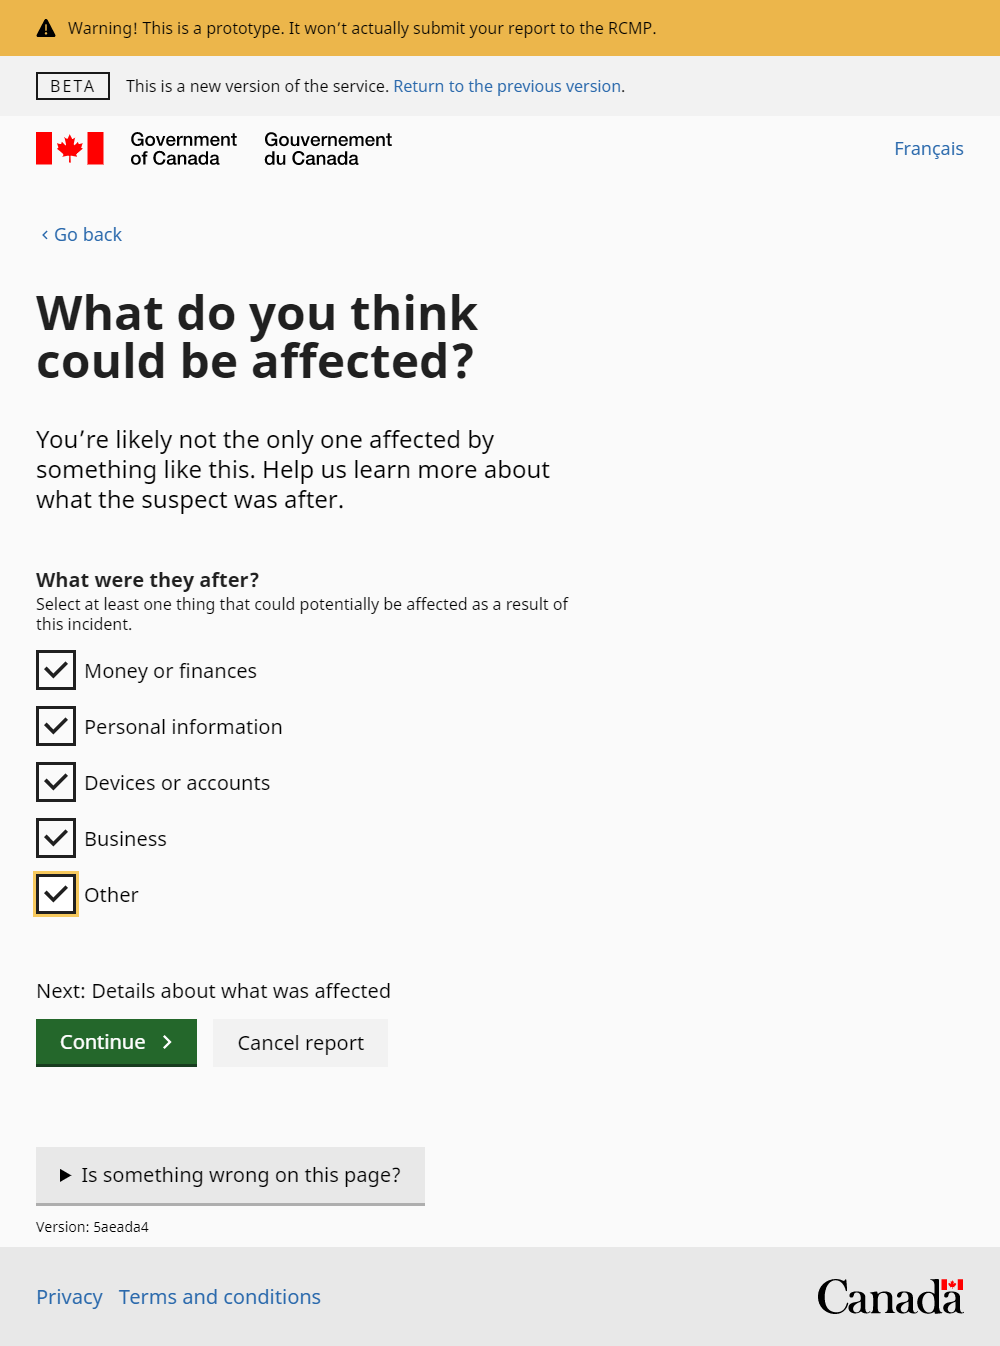 Warning! This is a prototype. It won’t actually submit your report to the RCMP.
BETA
This is a new version of the service. Return to the previous version.
Government of Canada
Gouvernement du Canada
Français
Go back
What do you think
could be affected?
You’re likely not the only one affected by
something like this. Help us learn more about
what the suspect was after.
What were they after?
Select at least one thing that could potentially be affected as a result of
this incident.
Money or finances
Personal information
Devices or accounts
Business
Other
Next: Details about what was affected
Continue
Cancel report
Is something wrong on this page?
Version: 5aeada4
Privacy
Terms and conditions
Canada